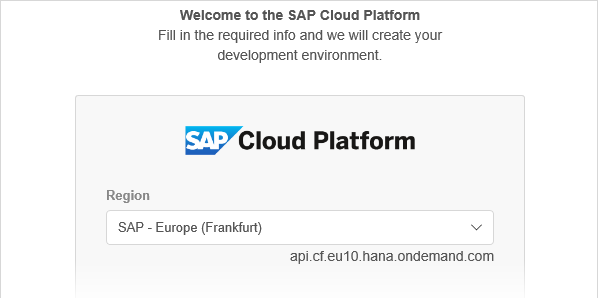 Welcome to the SAP Cloud Platform
Fill in the required info and we will create your
development environment.
SAP Cloud Platform
Region
SAP - Europe (Frankfurt)
api.cf.eu10.hana.ondemand.com